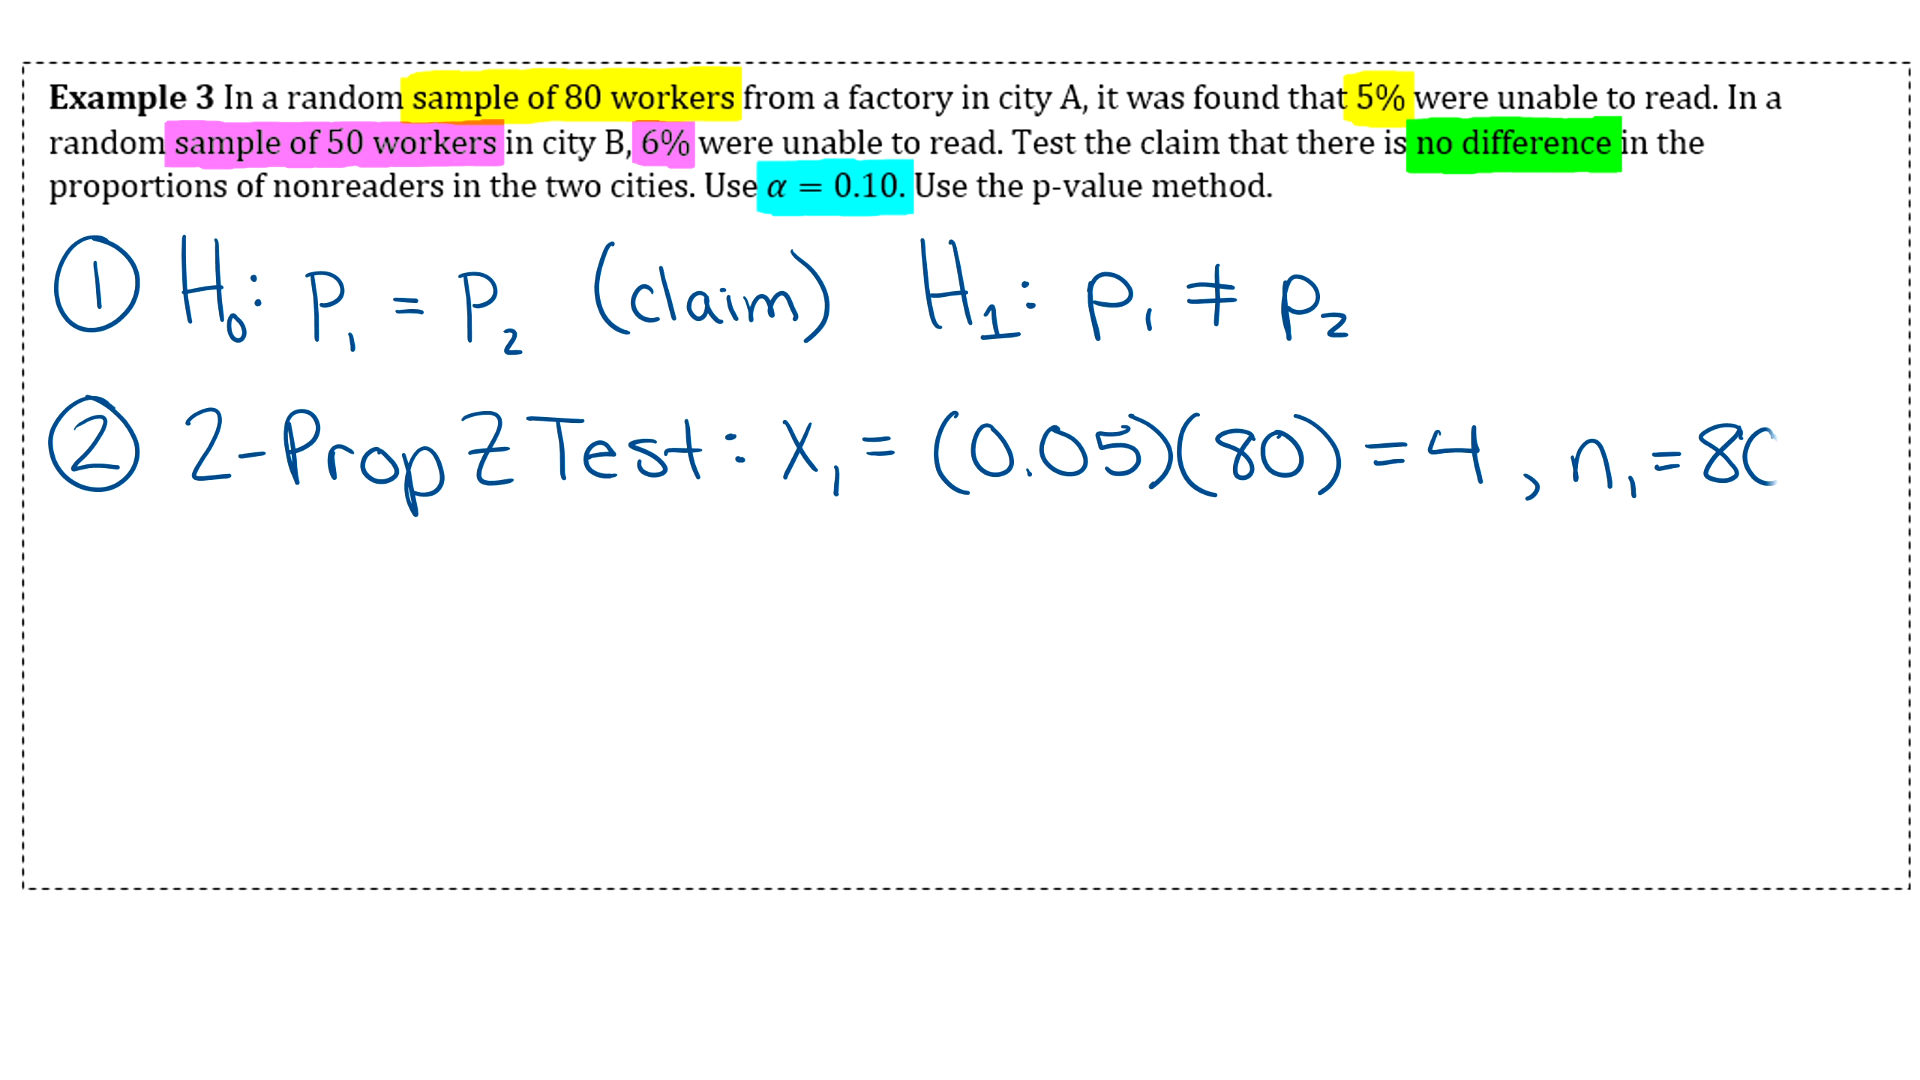 Example 3 In a random sample of 80 workers from a factory in city A, it was found that 5% were unable to read. In a
random sample of 50 workers in city B, 6% were unable to read. Test the claim that there is no difference in the
proportions of nonreaders in the two cities. Use α = 0.10. Use the p-value method.
① H₀: p₁ = p₂ (claim) H₁: p₁ ≠ p₂
② 2-PropZTest: x₁ = (0.05)(80) = 4, n₁ = 80